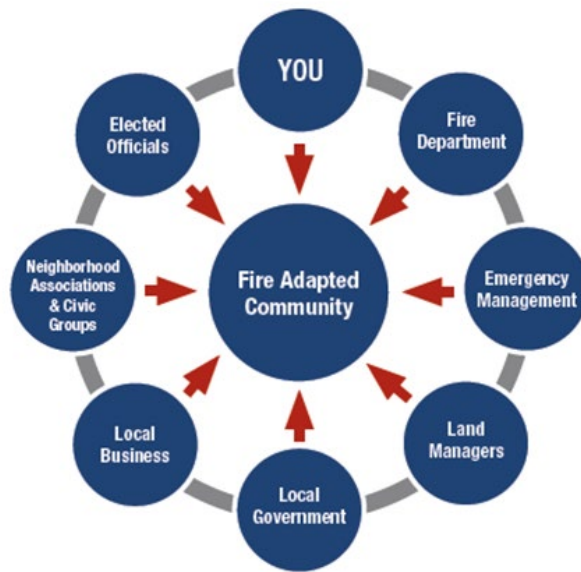 YOU
Fire
Department
Emergency
Management
Land
Managers
Local
Government
Local
Business
Neighborhood
Associations
& Civic
Groups
Elected
Officials
Fire Adapted
Community